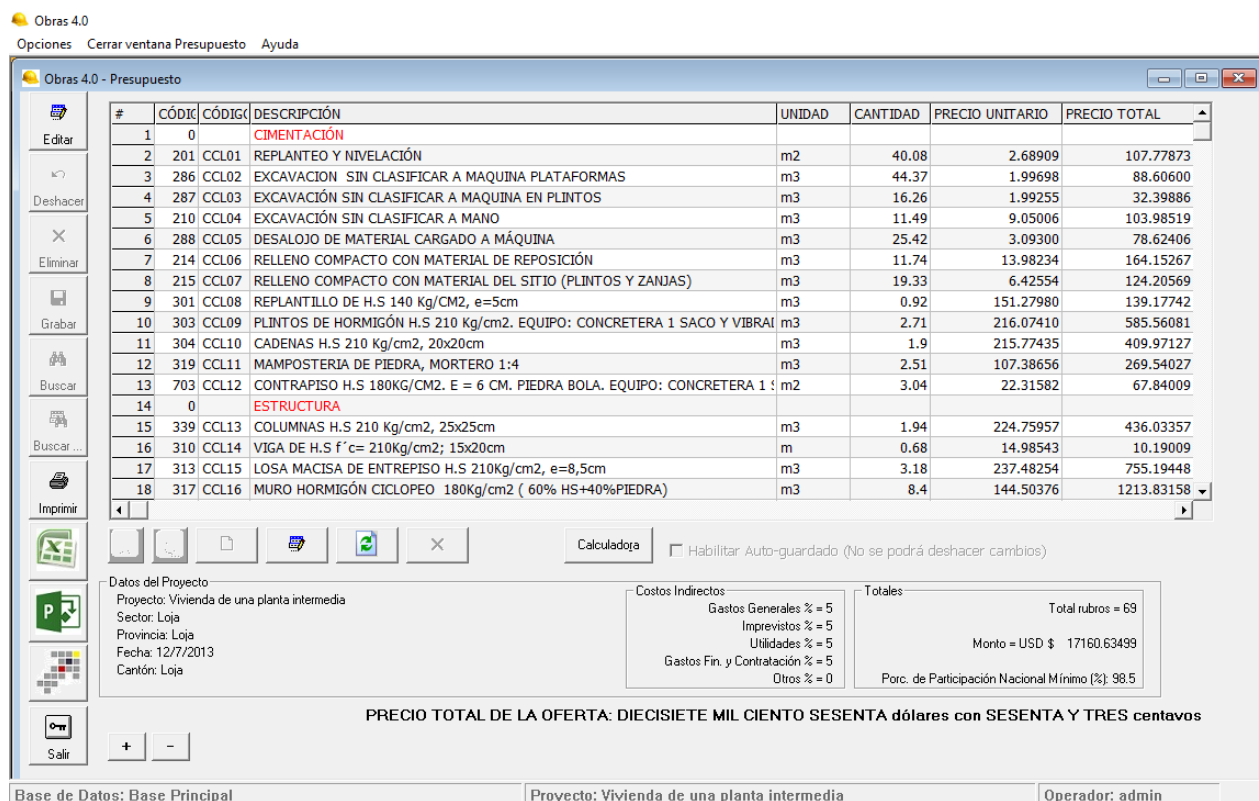 Obras 4.0
Opciones Cerrar ventana Presupuesto Ayuda
Obras 4.0 - Presupuesto
Editar
Deshacer
Eliminar
Grabar
Buscar
Buscar ...
Imprimir
Salir
# CÓDIG CÓDIG DESCRIPCIÓN UNIDAD CANTIDAD PRECIO UNITARIO PRECIO TOTAL
1 0 CIMENTACIÓN
2 201 CCL01 REPLANTEO Y NIVELACIÓN m2 40.08 2.68909 107.77873
3 286 CCL02 EXCAVACION SIN CLASIFICAR A MAQUINA PLATAFORMAS m3 44.37 1.99698 88.60600
4 287 CCL03 EXCAVACIÓN SIN CLASIFICAR A MAQUINA EN PLINTOS m3 16.26 1.99255 32.39886
5 210 CCL04 EXCAVACIÓN SIN CLASIFICAR A MANO m3 11.49 9.05006 103.98519
6 288 CCL05 DESALOJO DE MATERIAL CARGADO A MÁQUINA m3 25.42 3.09300 78.62406
7 214 CCL06 RELLENO COMPACTO CON MATERIAL DE REPOSICIÓN m3 11.74 13.98234 164.15267
8 215 CCL07 RELLENO COMPACTO CON MATERIAL DEL SITIO (PLINTOS Y ZANJAS) m3 19.33 6.42554 124.20569
9 301 CCL08 REPLANTILLO DE H.S 140 Kg/CM2, e=5cm m3 0.92 151.27980 139.17742
10 303 CCL09 PLINTOS DE HORMIGÓN H.S 210 Kg/cm2. EQUIPO: CONCRETERA 1 SACO Y VIBRAI m3 2.71 216.07410 585.56081
11 304 CCL10 CADENAS H.S 210 Kg/cm2, 20x20cm m3 1.9 215.77435 409.97127
12 319 CCL11 MAMPOSTERIA DE PIEDRA, MORTERO 1:4 m3 2.51 107.38656 269.54027
13 703 CCL12 CONTRAPISO H.S 180KG/CM2. E = 6 CM. PIEDRA BOLA. EQUIPO: CONCRETERA 1 m2 3.04 22.31582 67.84009
14 0 ESTRUCTURA
15 339 CCL13 COLUMNAS H.S 210 Kg/cm2, 25x25cm m3 1.94 224.75957 436.03357
16 310 CCL14 VIGA DE H.S f´c= 210Kg/cm2; 15x20cm m 0.68 14.98543 10.19009
17 313 CCL15 LOSA MACISA DE ENTREPISO H.S 210Kg/cm2, e=8,5cm m3 3.18 237.48254 755.19448
18 317 CCL16 MURO HORMIGÓN CICLOPEO 180Kg/cm2 ( 60% HS+40%PIEDRA) m3 8.4 144.50376 1213.83158
Calculadora
Habilitar Auto-guardado (No se podrá deshacer cambios)
Datos del Proyecto
Proyecto: Vivienda de una planta intermedia
Sector: Loja
Provincia: Loja
Fecha: 12/7/2013
Cantón: Loja
Costos Indirectos
Gastos Generales % = 5
Imprevistos % = 5
Utilidades % = 5
Gastos Fin. y Contratación % = 5
Otros % = 0
Totales
Total rubros = 69
Monto = USD $ 17160.63499
Porc. de Participación Nacional Mínimo (%): 98.5
PRECIO TOTAL DE LA OFERTA: DIECISIETE MIL CIENTO SESENTA dólares con SESENTA Y TRES centavos
+ -
Base de Datos: Base Principal
Proyecto: Vivienda de una planta intermedia
Operador: admin